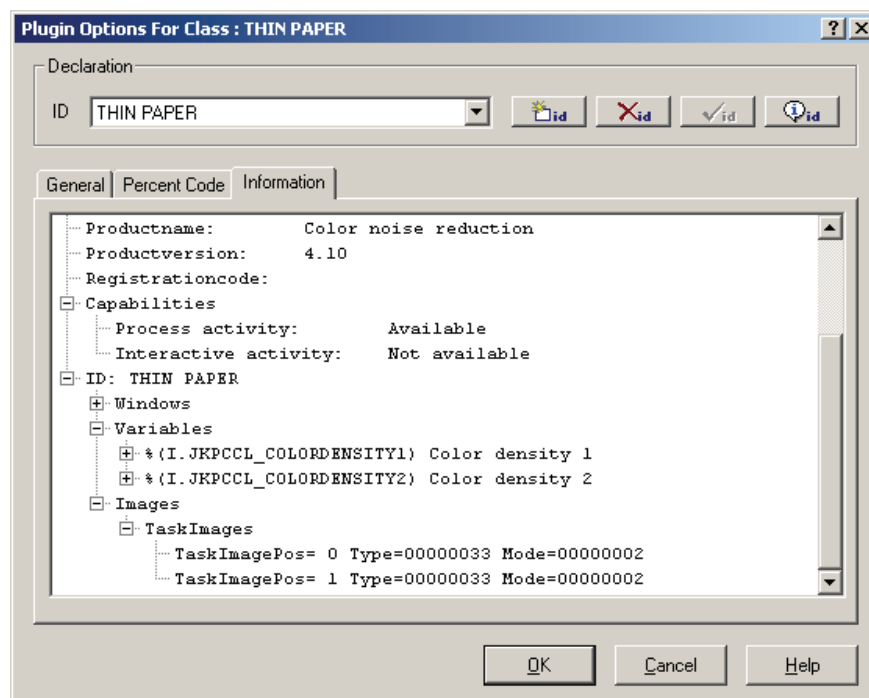 Plugin Options For Class : THIN PAPER
Declaration
ID THIN PAPER id id id id
General Percent Code Information
Productname: Color noise reduction
Productversion: 4.10
Registrationcode:
Capabilities
Process activity: Available
Interactive activity: Not available
ID: THIN PAPER
Windows
Variables
%(I.JKPCCL_COLORDENSITY1) Color density 1
%(I.JKPCCL_COLORDENSITY2) Color density 2
Images
TaskImages
TaskImagePos= 0 Type=00000033 Mode=00000002
TaskImagePos= 1 Type=00000033 Mode=00000002
OK Cancel Help